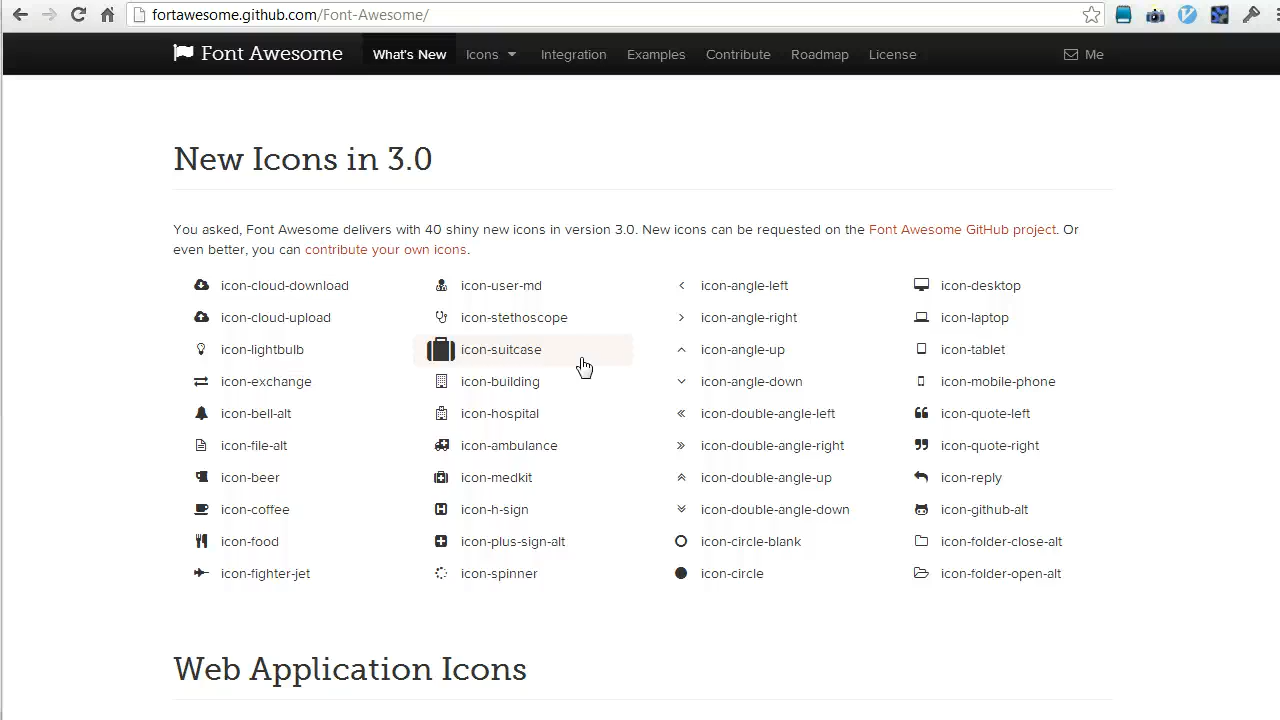 fortawesome.github.com/Font-Awesome/
Font Awesome What's New Icons Integration Examples Contribute Roadmap License Me
New Icons in 3.0
You asked, Font Awesome delivers with 40 shiny new icons in version 3.0. New icons can be requested on the Font Awesome GitHub project. Or
even better, you can contribute your own icons.
icon-cloud-download icon-user-md icon-angle-left icon-desktop
icon-cloud-upload icon-stethoscope icon-angle-right icon-laptop
icon-lightbulb icon-suitcase icon-angle-up icon-tablet
icon-exchange icon-building icon-angle-down icon-mobile-phone
icon-bell-alt icon-hospital icon-double-angle-left icon-quote-left
icon-file-alt icon-ambulance icon-double-angle-right icon-quote-right
icon-beer icon-medkit icon-double-angle-up icon-reply
icon-coffee icon-h-sign icon-double-angle-down icon-github-alt
icon-food icon-plus-sign-alt icon-circle-blank icon-folder-close-alt
icon-fighter-jet icon-spinner icon-circle icon-folder-open-alt
Web Application Icons